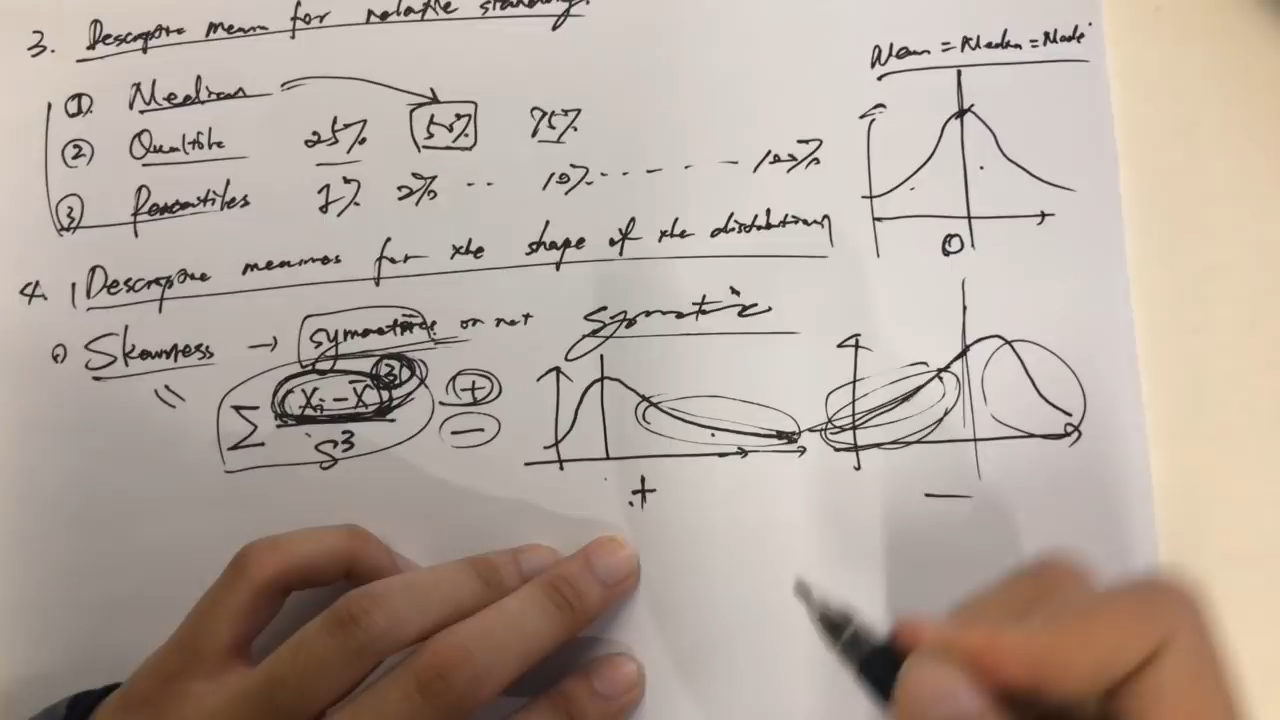 3. Descriptive measure for relative standing.
① Median
② Quartile 25% 50% 75%
③ Percentiles 1% 2% .. 10% ........ 100%
4. Descriptive measures for the shape of the distribution
① Skewness → symmetric or not
Σ (Xi - X̄)³ / S³
+
−
Symmetric
+
−
Mean = Median = Mode
0